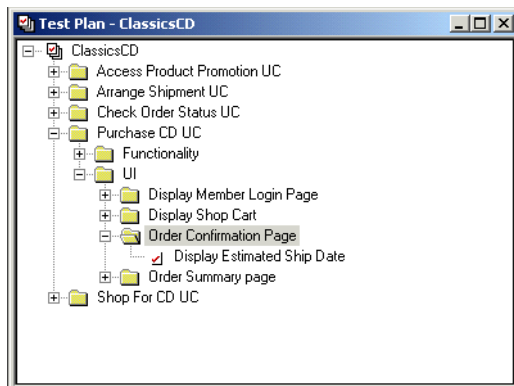 Test Plan - ClassicsCD
ClassicsCD
Access Product Promotion UC
Arrange Shipment UC
Check Order Status UC
Purchase CD UC
Functionality
UI
Display Member Login Page
Display Shop Cart
Order Confirmation Page
Display Estimated Ship Date
Order Summary page
Shop For CD UC